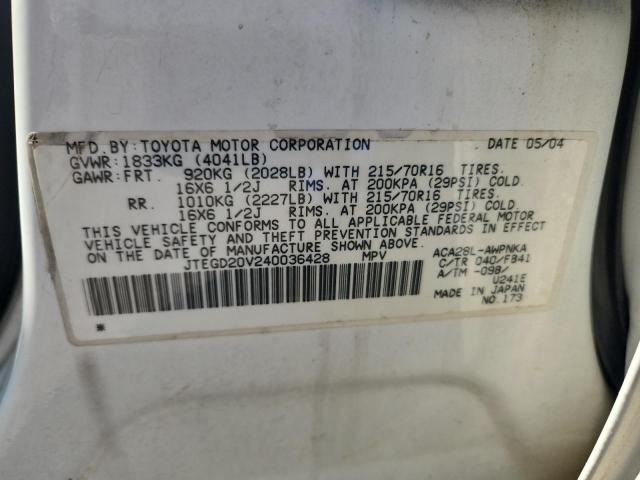 MFD. BY: TOYOTA MOTOR CORPORATION DATE 05/04
GVWR: 1833KG (4041LB)
GAWR: FRT. 920KG (2028LB) WITH 215/70R16 TIRES.
16X6 1/2J RIMS. AT 200KPA (29PSI) COLD.
RR. 1010KG (2227LB) WITH 215/70R16 TIRES.
16X6 1/2J RIMS. AT 200KPA (29PSI) COLD.
THIS VEHICLE CONFORMS TO ALL APPLICABLE FEDERAL MOTOR
VEHICLE SAFETY AND THEFT PREVENTION STANDARDS IN EFFECT
ON THE DATE OF MANUFACTURE SHOWN ABOVE.
JTEGD20V240036428 MPV
ACA28L-AWPNKA
C/TR 040/FB41
A/TM -09B/
U241E
MADE IN JAPAN
NO.173